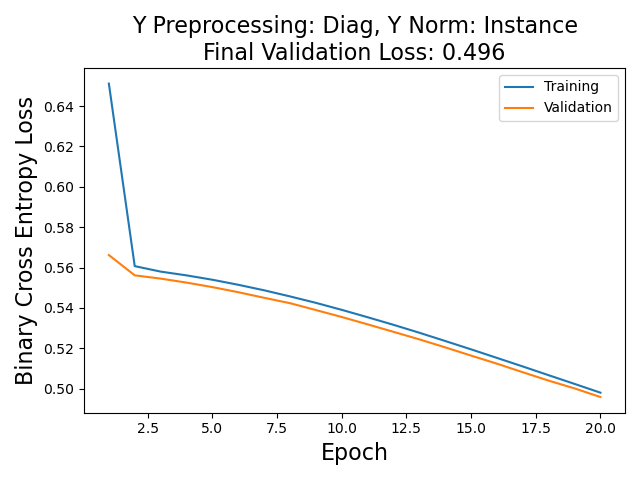 Y Preprocessing: Diag, Y Norm: Instance
Final Validation Loss: 0.496
Training
Validation
Binary Cross Entropy Loss
0.64
0.62
0.60
0.58
0.56
0.54
0.52
0.50
2.5 5.0 7.5 10.0 12.5 15.0 17.5 20.0
Epoch